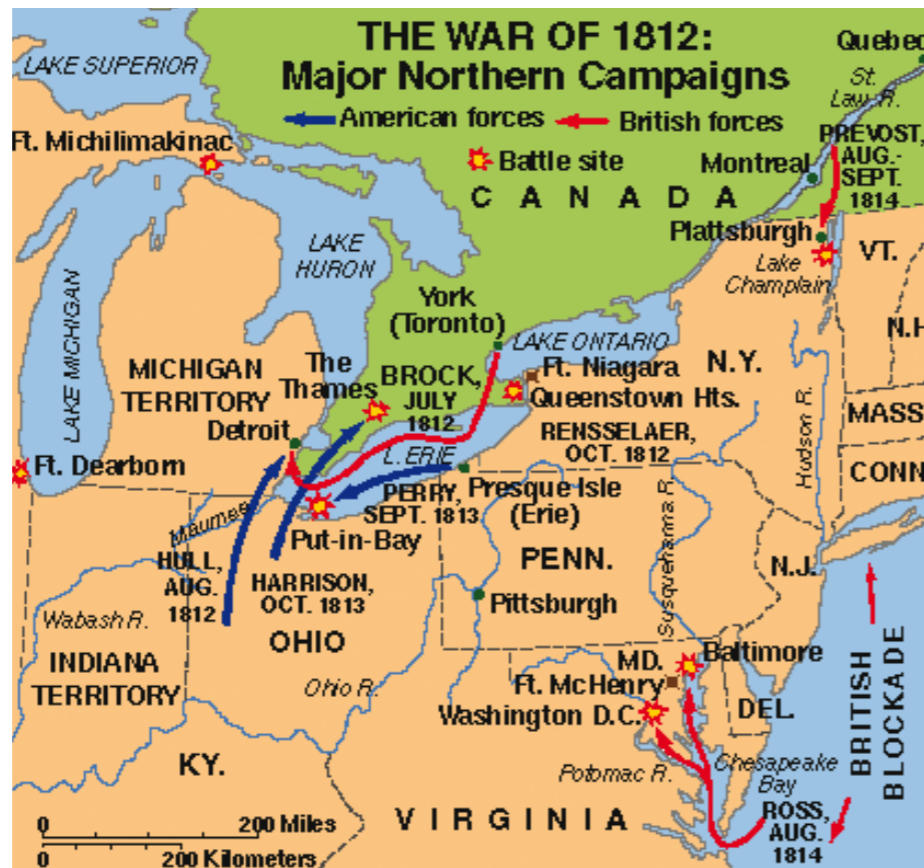 THE WAR OF 1812:
Major Northern Campaigns
American forces
British forces
Battle site
LAKE SUPERIOR
Quebec
St.
Law. R.
Ft. Michilimakinac
PREVOST,
AUG.-
SEPT.
1814
Montreal
CANADA
Plattsburgh
Lake
Champlain
VT.
LAKE
HURON
LAKE MICHIGAN
York
(Toronto)
LAKE ONTARIO
N.H
N.Y.
MICHIGAN
TERRITORY
The
Thames
BROCK,
JULY
1812
Ft. Niagara
Queenstown Hts.
RENSSELAER,
OCT. 1812
Hudson R.
MASS
CONN
Detroit
Ft. Dearborn
L. ERIE
PERRY,
SEPT. 1813
Presque Isle
(Erie)
Maumee
Put-in-Bay
HULL,
AUG.
1812
HARRISON,
OCT. 1813
PENN.
Susquehanna R.
N.J.
Pittsburgh
Wabash R.
INDIANA
TERRITORY
OHIO
Ohio R.
MD.
Baltimore
Ft. McHenry
Washington D.C.
DEL.
BRITISH
BLOCKADE
KY.
Potomac R.
Chesapeake
Bay
VIRGINIA
ROSS,
AUG.
1814
0 200 Miles
0 200 Kilometers